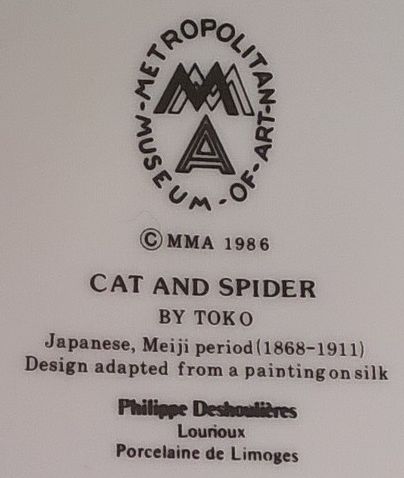 METROPOLITAN-MUSEUM-OF-ART-
MMA
© MMA 1986
CAT AND SPIDER
BY TOKO
Japanese, Meiji period (1868-1911)
Design adapted from a painting on silk
Philippe Deshoulières
Lourioux
Porcelaine de Limoges